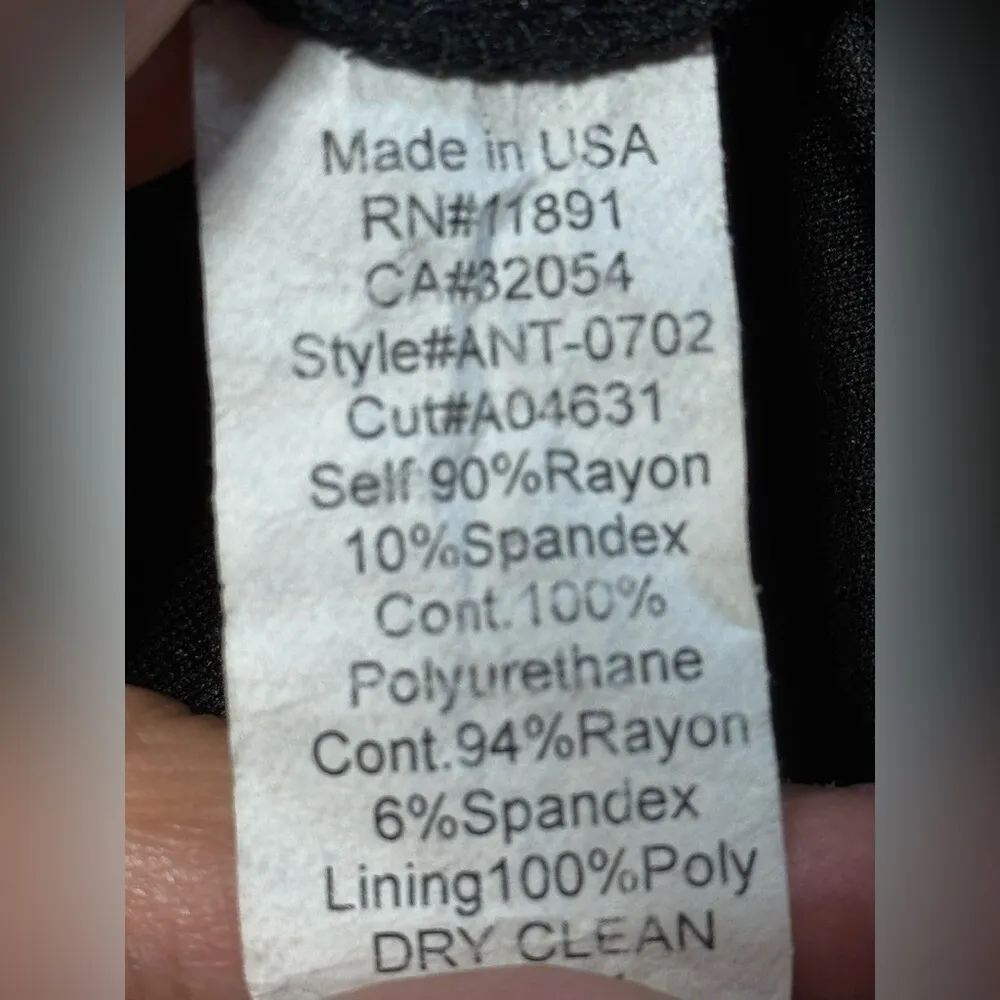 Made in USA
RN#11891
CA#32054
Style#ANT-0702
Cut#A04631
Self:90%Rayon
10%Spandex
Cont.100%
Polyurethane
Cont.94%Rayon
6%Spandex
Lining100%Poly
DRY CLEAN